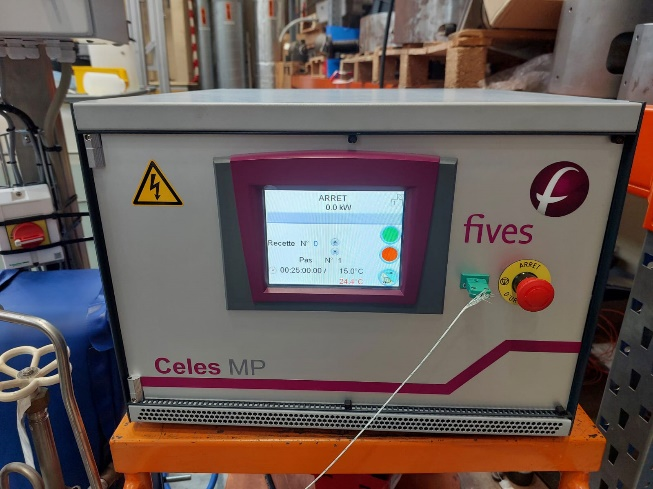 ARRET
0.0 kW
Recette N° 0
Pas N° 1
00:25:00:00 / 15.0°C
24.4°C
fives
ARRET
Celes MP